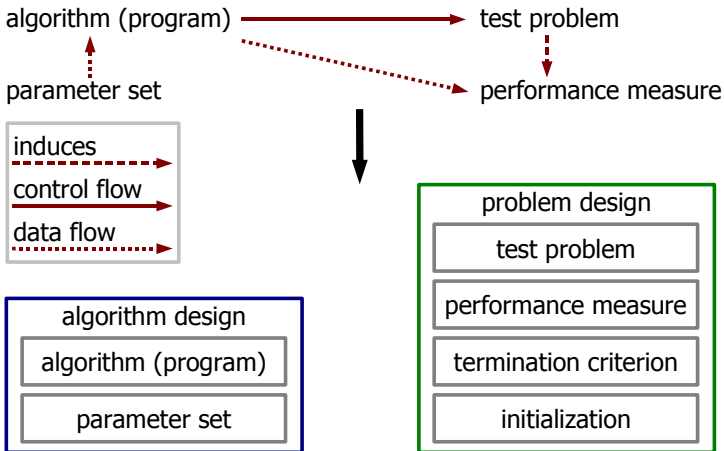 algorithm (program)
test problem
parameter set
performance measure
induces
control flow
data flow
problem design
test problem
performance measure
termination criterion
initialization
algorithm design
algorithm (program)
parameter set